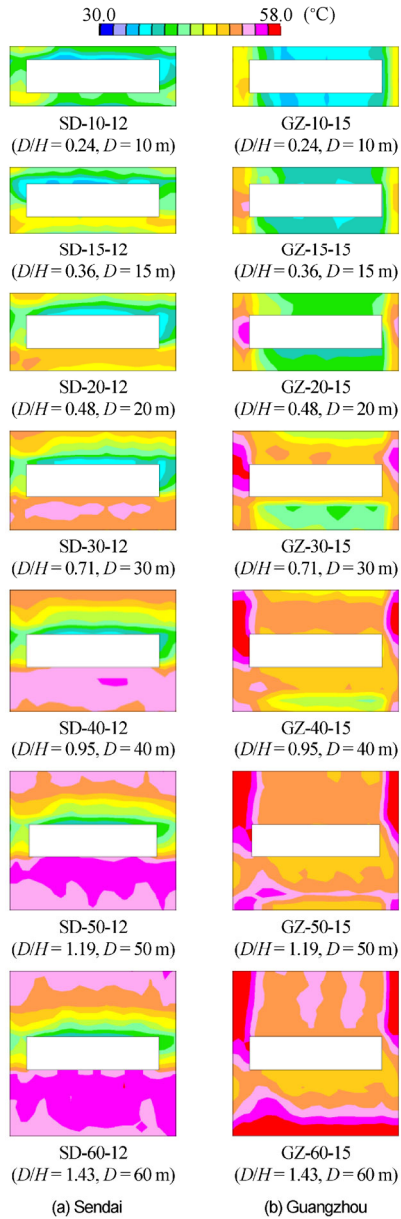 30.0 58.0 (°C)
SD-10-12 GZ-10-15
(D/H = 0.24, D = 10 m) (D/H = 0.24, D = 10 m)
SD-15-12 GZ-15-15
(D/H = 0.36, D = 15 m) (D/H = 0.36, D = 15 m)
SD-20-12 GZ-20-15
(D/H = 0.48, D = 20 m) (D/H = 0.48, D = 20 m)
SD-30-12 GZ-30-15
(D/H = 0.71, D = 30 m) (D/H = 0.71, D = 30 m)
SD-40-12 GZ-40-15
(D/H = 0.95, D = 40 m) (D/H = 0.95, D = 40 m)
SD-50-12 GZ-50-15
(D/H = 1.19, D = 50 m) (D/H = 1.19, D = 50 m)
SD-60-12 GZ-60-15
(D/H = 1.43, D = 60 m) (D/H = 1.43, D = 60 m)
(a) Sendai (b) Guangzhou